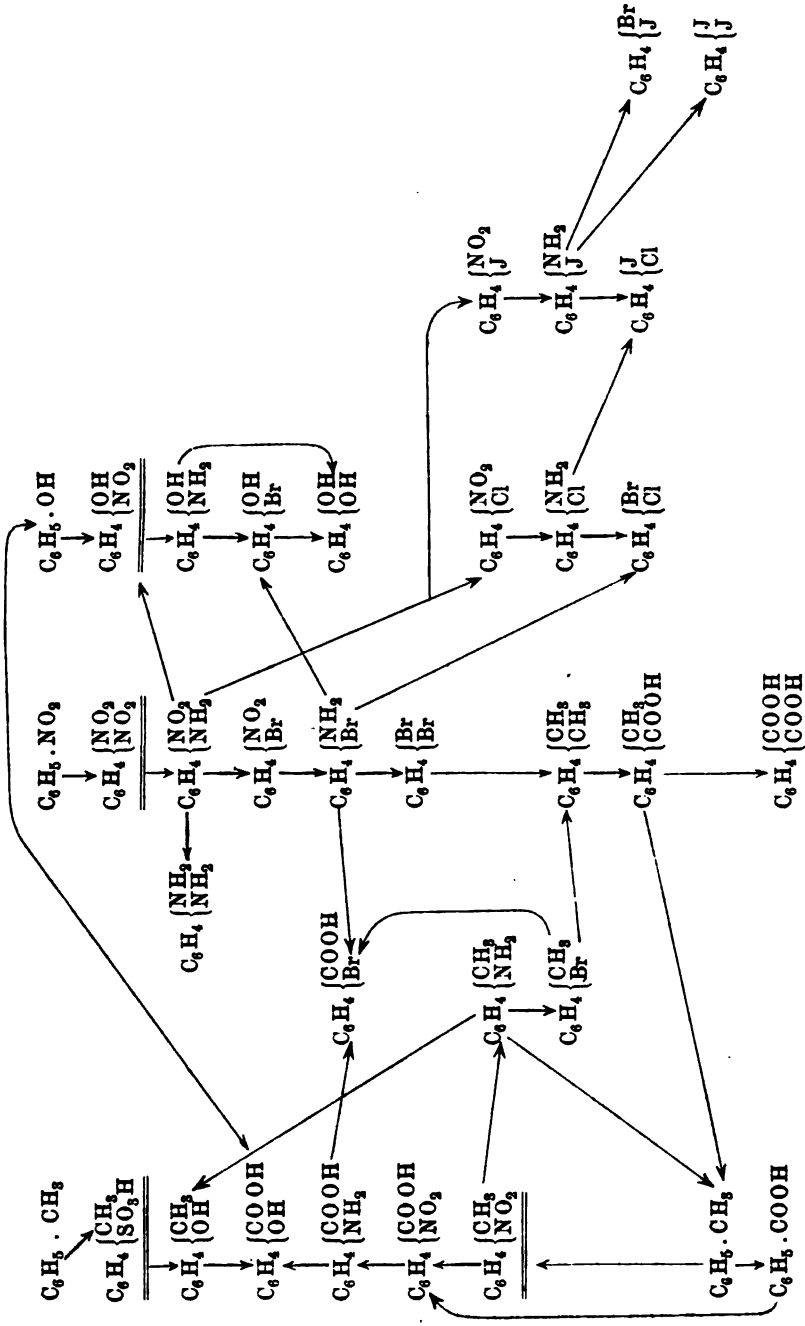 C₆H₅ . CH₃
C₆H₄ {CH₃ SO₃H
C₆H₄ {CH₃ OH
C₆H₄ {COOH OH
C₆H₄ {COOH NH₂
C₆H₄ {COOH NO₂
C₆H₄ {CH₃ NO₂
C₆H₅ . CH₃
C₆H₅ . COOH
C₆H₄ {COOH Br
C₆H₄ {CH₃ NH₂
C₆H₄ {CH₃ Br
C₆H₄ {NH₂ NH₂
C₆H₅ . NO₂
C₆H₄ {NO₂ NO₂
C₆H₄ {NO₂ NH₂
C₆H₄ {NO₂ Br
C₆H₄ {NH₂ Br
C₆H₄ {Br Br
C₆H₄ {CH₃ CH₃
C₆H₄ {CH₃ COOH
C₆H₄ {COOH COOH
C₆H₅ . OH
C₆H₄ {OH NO₂
C₆H₄ {OH NH₂
C₆H₄ {OH Br
C₆H₄ {OH OH
C₆H₄ {NO₂ Cl
C₆H₄ {NH₂ Cl
C₆H₄ {Br Cl
C₆H₄ {NO₂ J
C₆H₄ {NH₂ J
C₆H₄ {J Cl
C₆H₄ {Br J
C₆H₄ {J J